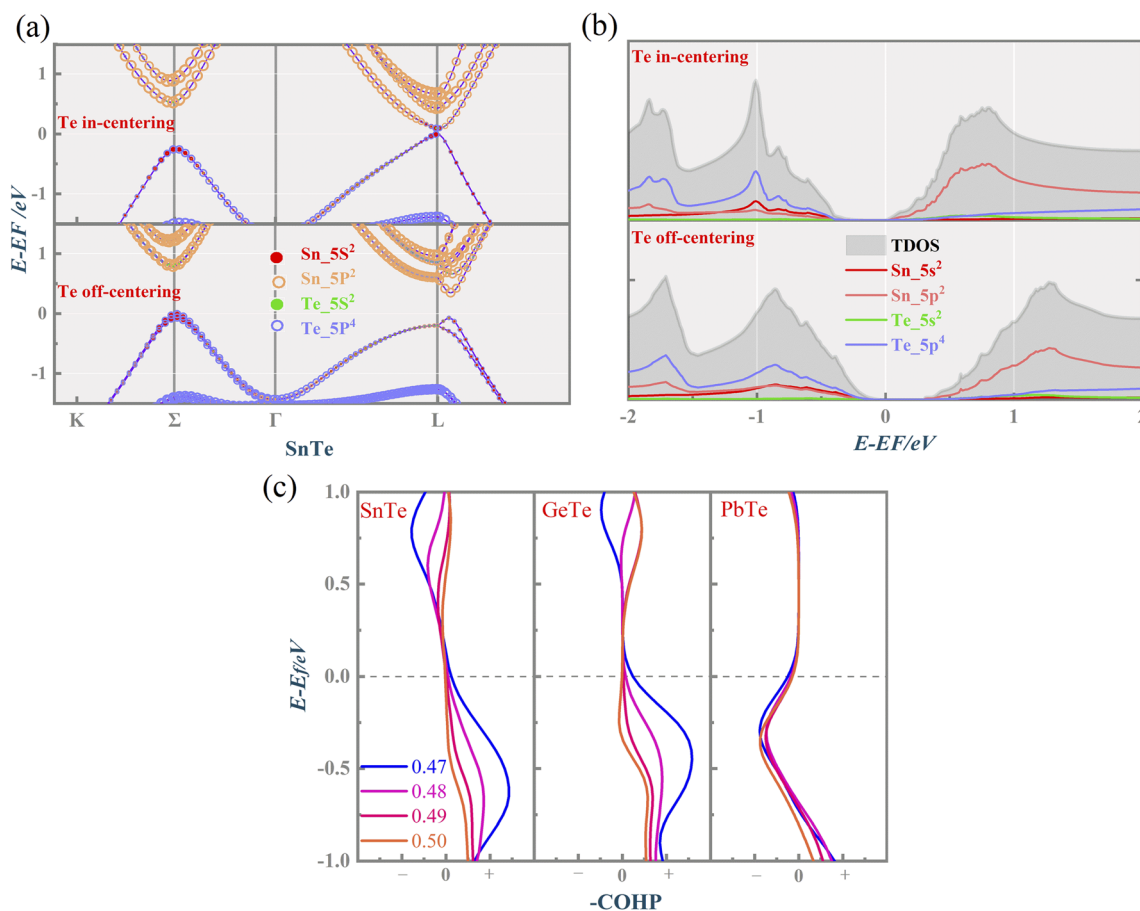 (a)
1
0
-1
1
0
-1
E-EF /eV
Te in-centering
Te off-centering
Sn_5S²
Sn_5P²
Te_5S²
Te_5P⁴
K Σ Γ L
SnTe
(b)
Te in-centering
Te off-centering
TDOS
Sn_5s²
Sn_5p²
Te_5s²
Te_5p⁴
-2 -1 0 1 2
E-EF/eV
(c)
1.0
0.5
0.0
-0.5
-1.0
E-Ef/eV
SnTe GeTe PbTe
0.47
0.48
0.49
0.50
− 0 + − 0 + − 0 +
-COHP